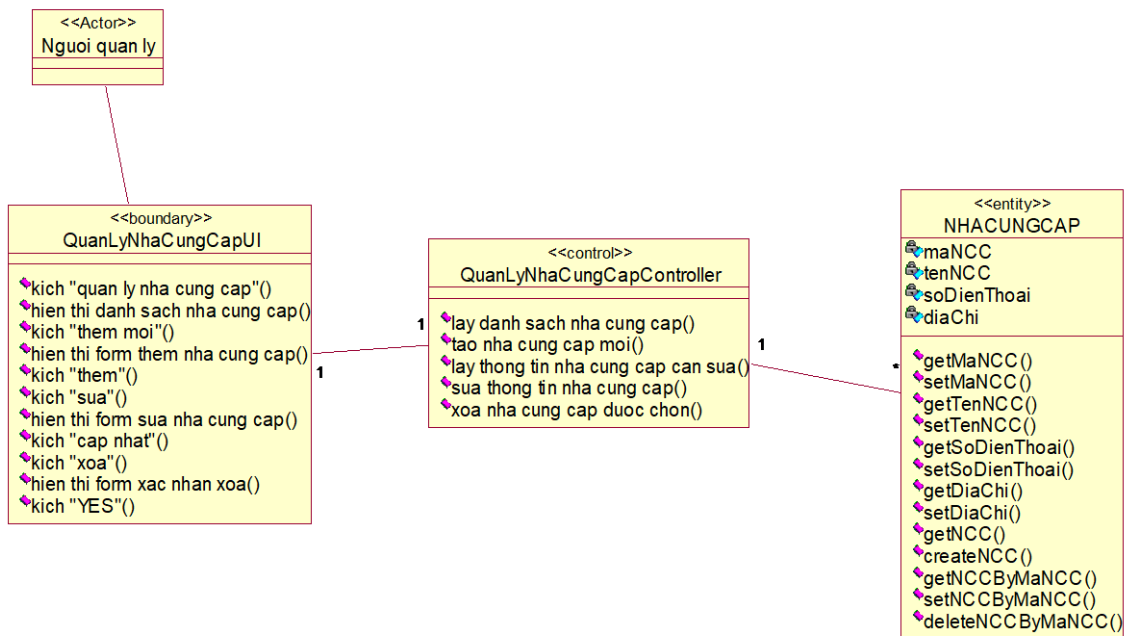 <<Actor>>
Nguoi quan ly
<<boundary>>
QuanLyNhaCungCapUI
kich "quan ly nha cung cap"()
hien thi danh sach nha cung cap()
kich "them moi"()
hien thi form them nha cung cap()
kich "them"()
kich "sua"()
hien thi form sua nha cung cap()
kich "cap nhat"()
kich "xoa"()
hien thi form xac nhan xoa()
kich "YES"()
1
1
<<control>>
QuanLyNhaCungCapController
lay danh sach nha cung cap()
tao nha cung cap moi()
lay thong tin nha cung cap can sua()
sua thong tin nha cung cap()
xoa nha cung cap duoc chon()
1
*
<<entity>>
NHACUNGCAP
maNCC
tenNCC
soDienThoai
diaChi
getMaNCC()
setMaNCC()
getTenNCC()
setTenNCC()
getSoDienThoai()
setSoDienThoai()
getDiaChi()
setDiaChi()
getNCC()
createNCC()
getNCCByMaNCC()
setNCCByMaNCC()
deleteNCCByMaNCC()